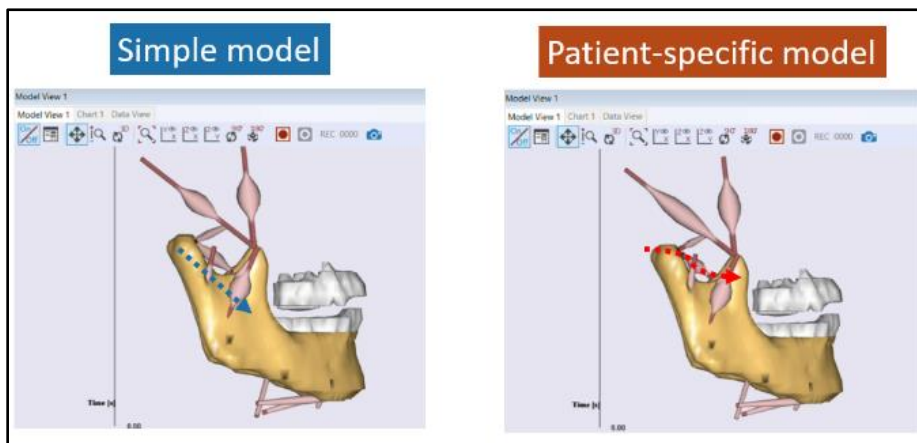 Simple model
Patient-specific model
Model View 1
Model View 1 Chart 1 Data View
REC 0000
Time [s]
0.00
Model View 1
Model View 1 Chart 1 Data View
REC 0000
Time [s]
0.00